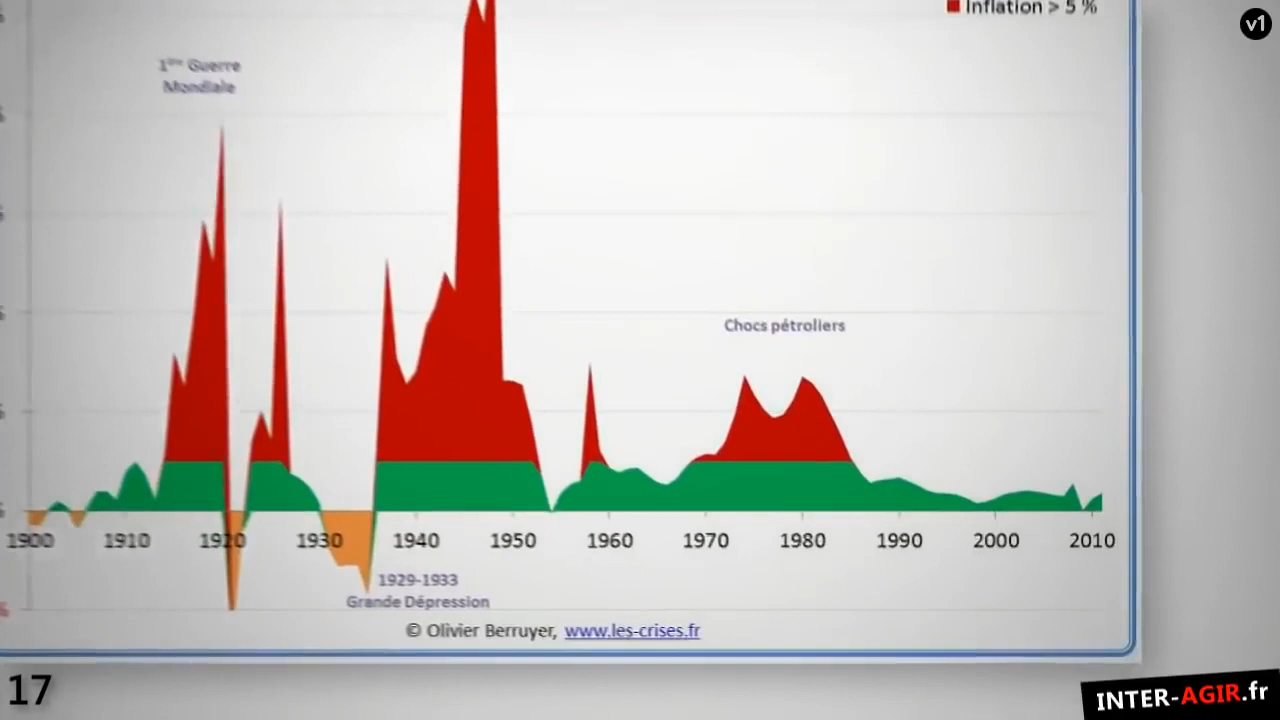 Inflation > 5 %
v1
1ère Guerre
Mondiale
Chocs pétroliers
1900 1910 1920 1930 1940 1950 1960 1970 1980 1990 2000 2010
1929-1933
Grande Dépression
© Olivier Berruyer, www.les-crises.fr
17
INTER-AGIR.fr